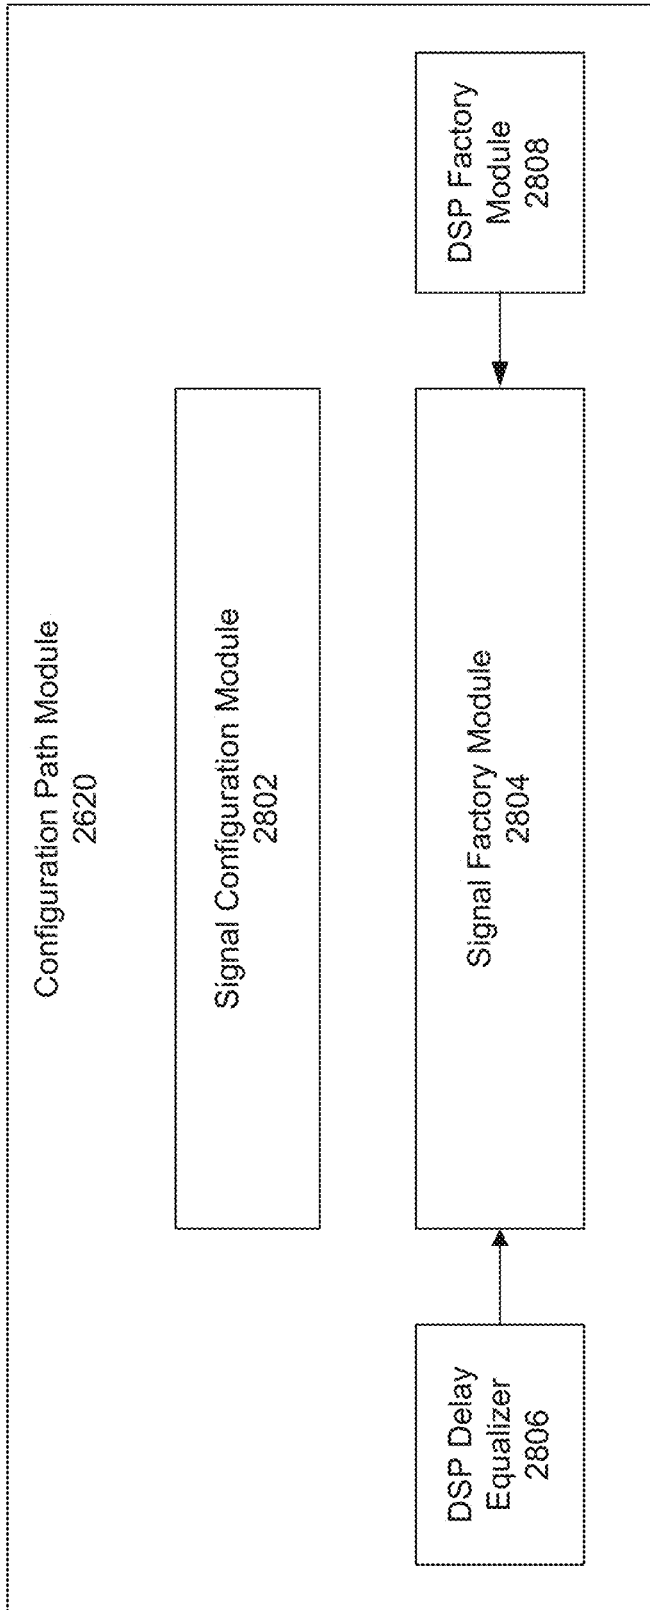 Configuration Path Module
2620
Signal Configuration Module
2802
DSP Delay
Equalizer
2806
Signal Factory Module
2804
DSP Factory
Module
2808